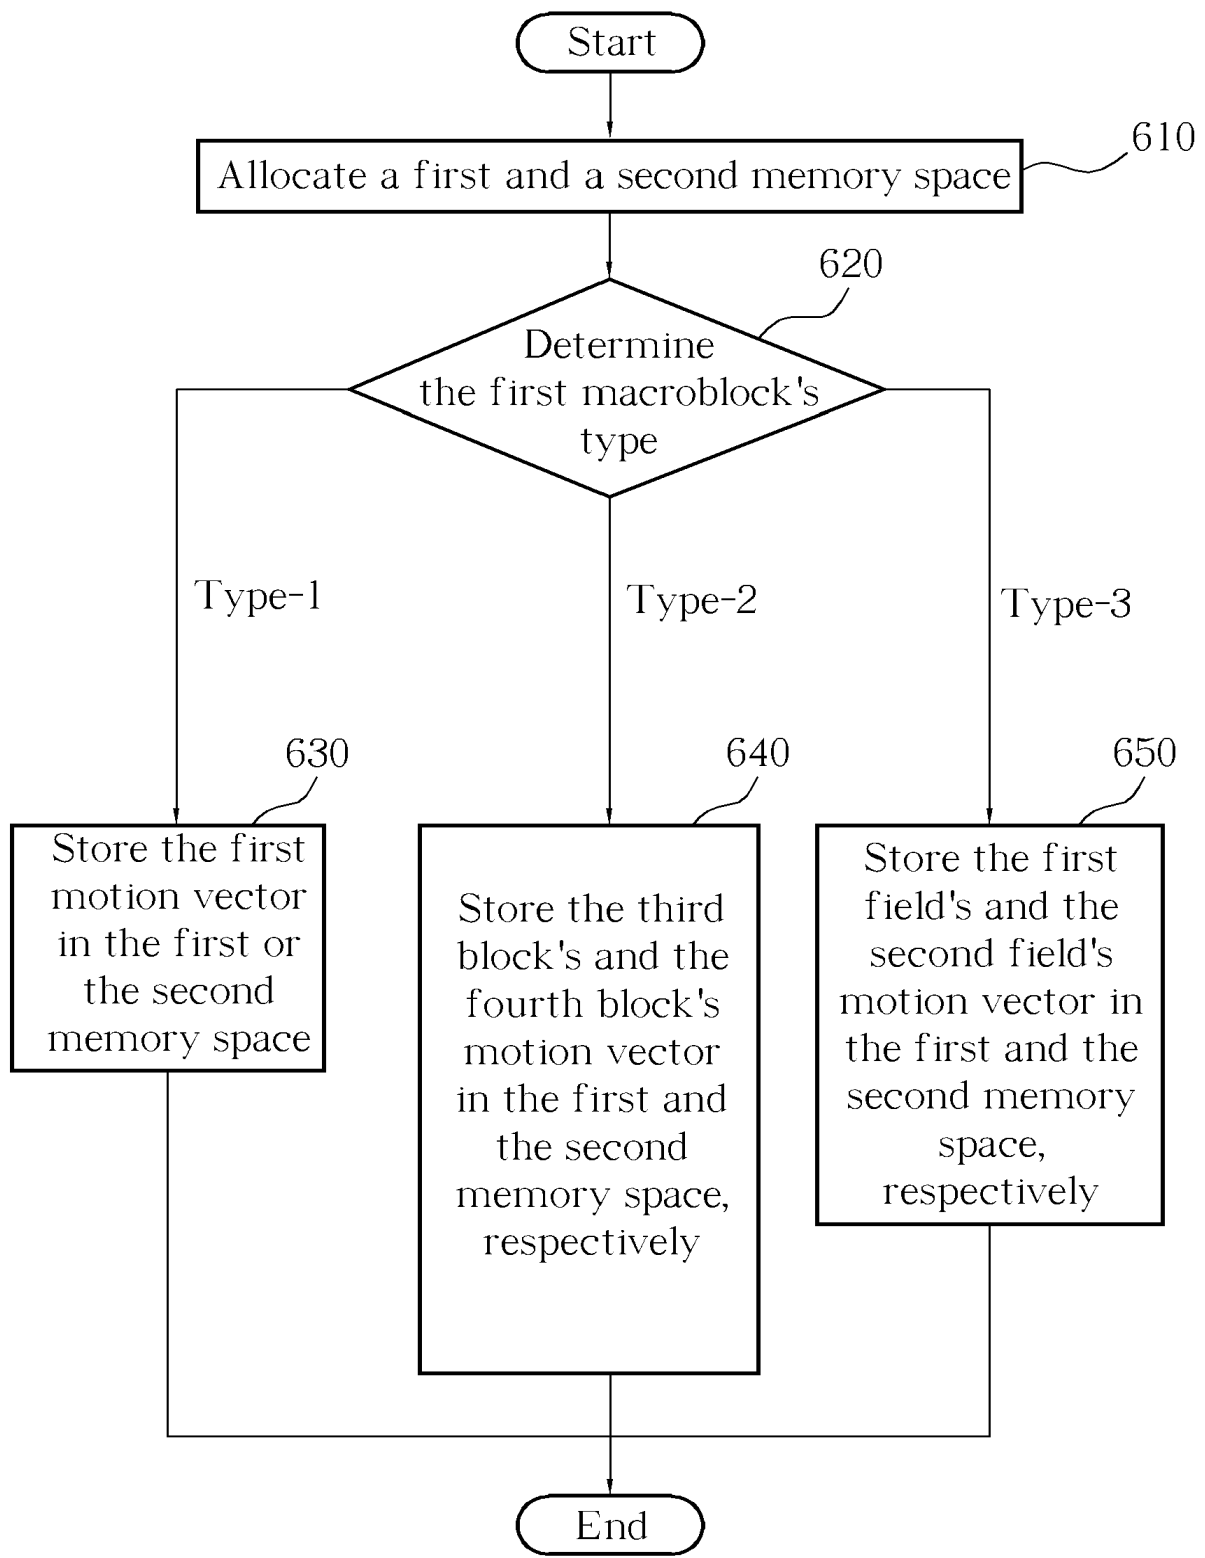 Start
610
Allocate a first and a second memory space
620
Determine
the first macroblock's
type
Type-1
Type-2
Type-3
630
Store the first
motion vector
in the first or
the second
memory space
640
Store the third
block's and the
fourth block's
motion vector
in the first and
the second
memory space,
respectively
650
Store the first
field's and the
second field's
motion vector in
the first and the
second memory
space,
respectively
End